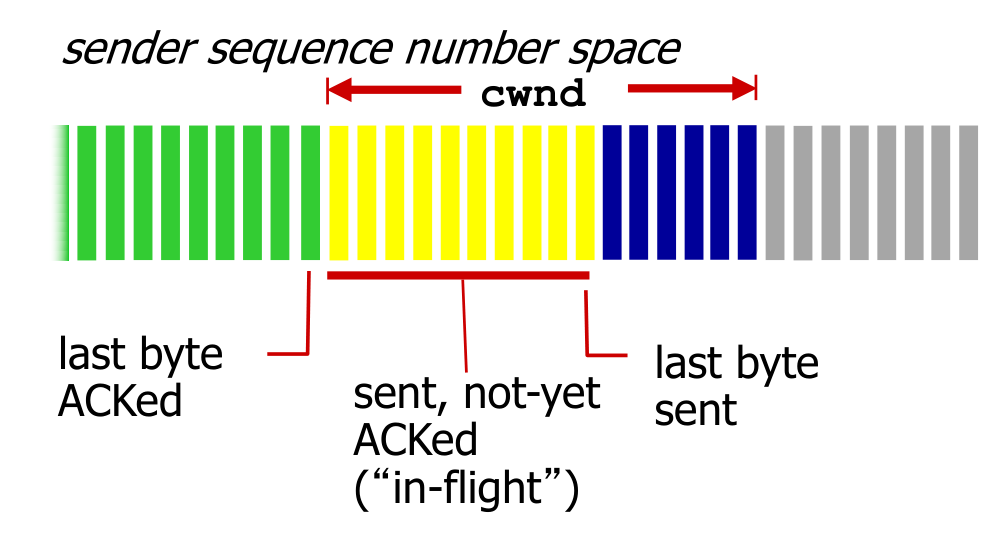 sender sequence number space
cwnd
last byte
ACKed
sent, not-yet
ACKed
(“in-flight”)
last byte
sent